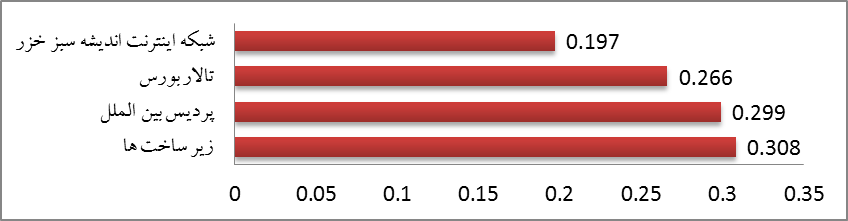 شبکه اینترنت اندیشه سبز خزر 0.197
تالار بورس 0.266
پردیس بین الملل 0.299
زیر ساخت ها 0.308
0 0.05 0.1 0.15 0.2 0.25 0.3 0.35